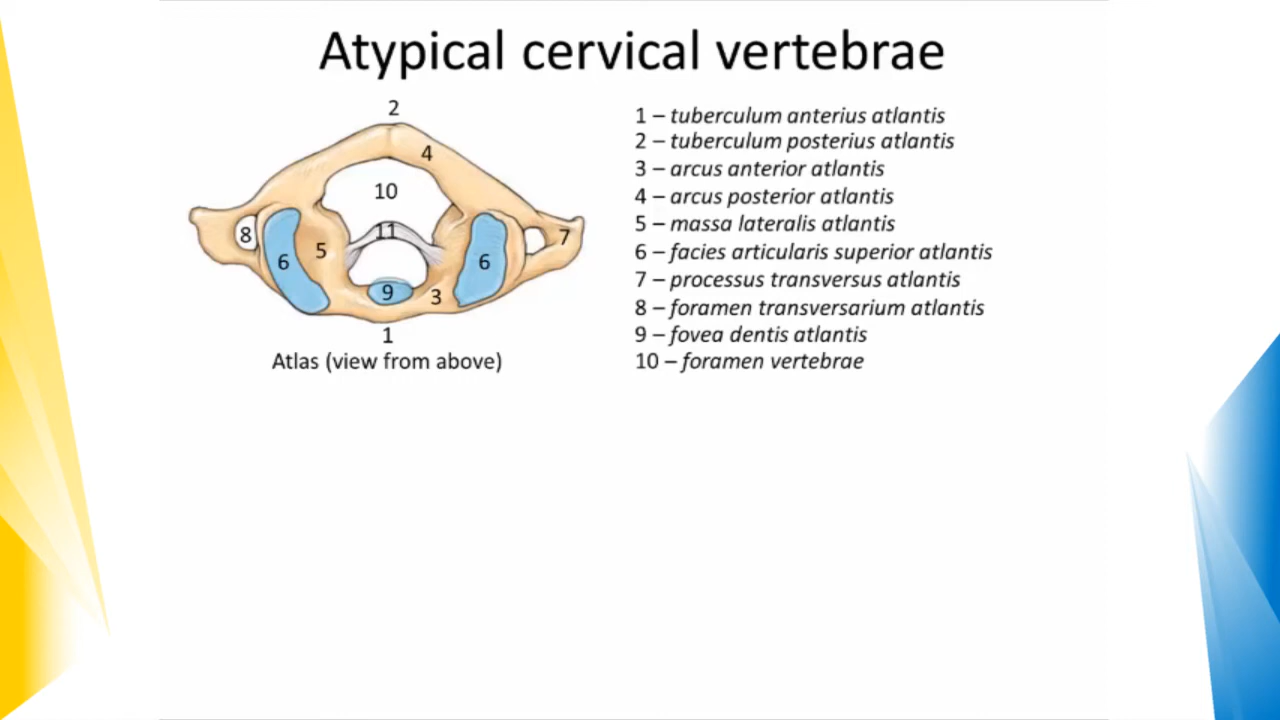 Atypical cervical vertebrae
2
4
10
11
8
5
6
6
7
9
3
1
Atlas (view from above)
1 – tuberculum anterius atlantis
2 – tuberculum posterius atlantis
3 – arcus anterior atlantis
4 – arcus posterior atlantis
5 – massa lateralis atlantis
6 – facies articularis superior atlantis
7 – processus transversus atlantis
8 – foramen transversarium atlantis
9 – fovea dentis atlantis
10 – foramen vertebrae